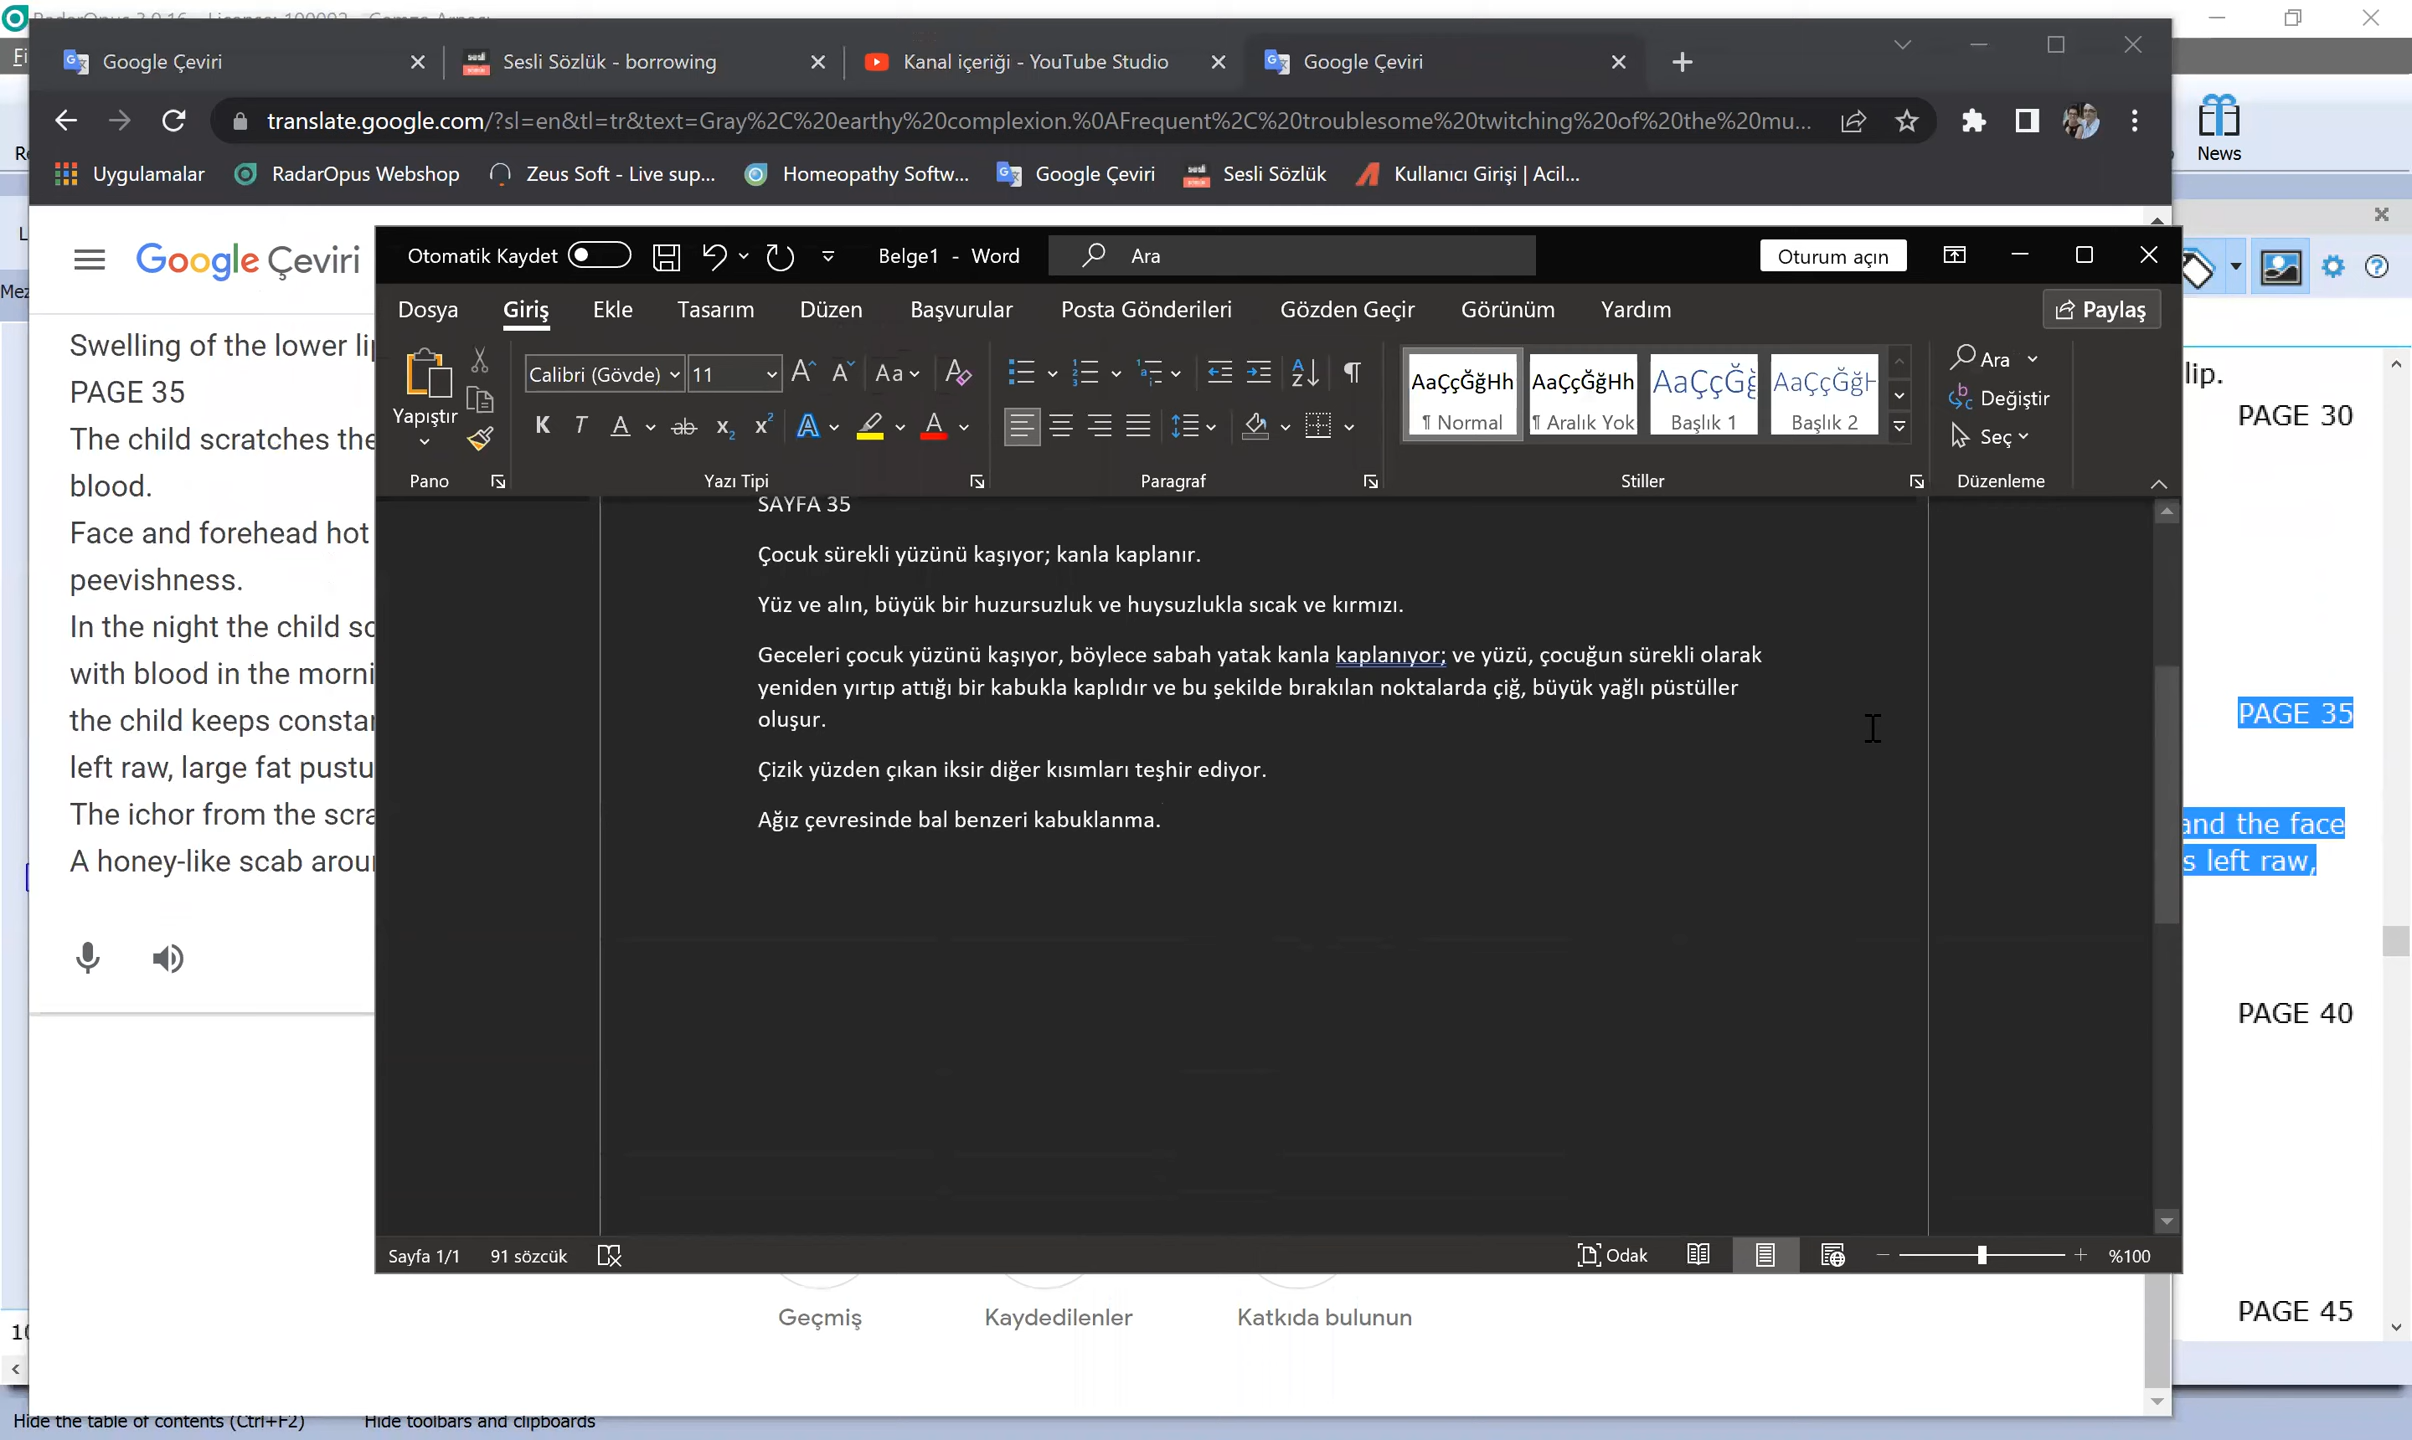 Google Çeviri
Sesli Sözlük - borrowing
Kanal içeriği - YouTube Studio
Google Çeviri
translate.google.com/?sl=en&tl=tr&text=Gray%2C%20earthy%20complexion.%0AFrequent%2C%20troublesome%20twitching%20of%20the%20mu...
News
Uygulamalar
RadarOpus Webshop
Zeus Soft - Live sup...
Homeopathy Softw...
Google Çeviri
Sesli Sözlük
Kullanıcı Girişi | Acil...
Google Çeviri
Otomatik Kaydet
Belge1 - Word
Ara
Oturum açın
Dosya
Giriş
Ekle
Tasarım
Düzen
Başvurular
Posta Gönderileri
Gözden Geçir
Görünüm
Yardım
Paylaş
Yapıştır
Calibri (Gövde)
11
Aa
K T A ab x₂ x² A A
AaÇçĞğHh
¶ Normal
AaÇçĞğHh
¶ Aralık Yok
AaÇçĞğ
Başlık 1
AaÇçĞğH
Başlık 2
Ara
Değiştir
Seç
Pano
Yazı Tipi
Paragraf
Stiller
Düzenleme
Swelling of the lower
PAGE 35
The child scratches
blood.
Face and forehead hot
peevishness.
In the night the child
with blood in the
the child keeps
left raw, large fat
The ichor from the
A honey-like scab
SAYFA 35
Çocuk sürekli yüzünü kaşıyor; kanla kaplanır.
Yüz ve alın, büyük bir huzursuzluk ve huysuzlukla sıcak ve kırmızı.
Geceleri çocuk yüzünü kaşıyor, böylece sabah yatak kanla kaplanıyor; ve yüzü, çocuğun sürekli olarak
yeniden yırtıp attığı bir kabukla kaplıdır ve bu şekilde bırakılan noktalarda çiğ, büyük yağlı püstüller
oluşur.
Çizik yüzden çıkan iksir diğer kısımları teşhir ediyor.
Ağız çevresinde bal benzeri kabuklanma.
lip.
PAGE 30
PAGE 35
and the face
s left raw,
PAGE 40
PAGE 45
Sayfa 1/1
91 sözcük
Odak
%100
Geçmiş
Kaydedilenler
Katkıda bulunun
Hide the table of contents (Ctrl+F2)
Hide toolbars and clipboards